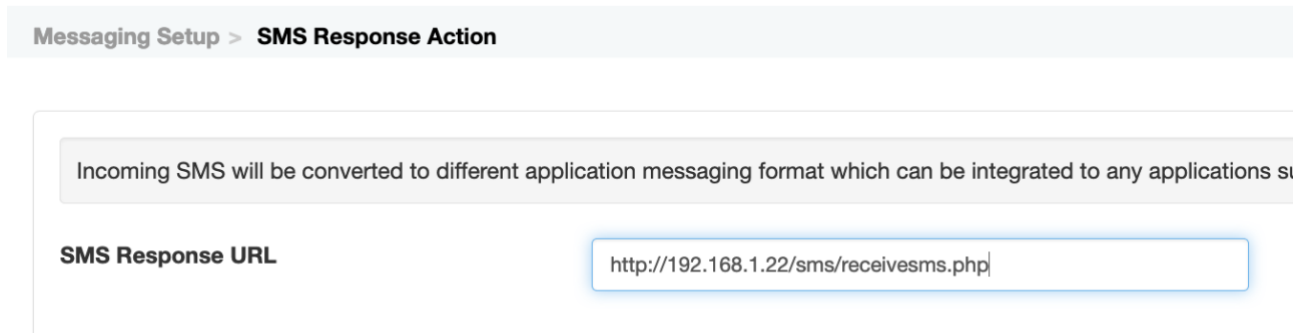 Messaging Setup > SMS Response Action
Incoming SMS will be converted to different application messaging format which can be integrated to any applications
SMS Response URL
http://192.168.1.22/sms/receivesms.php